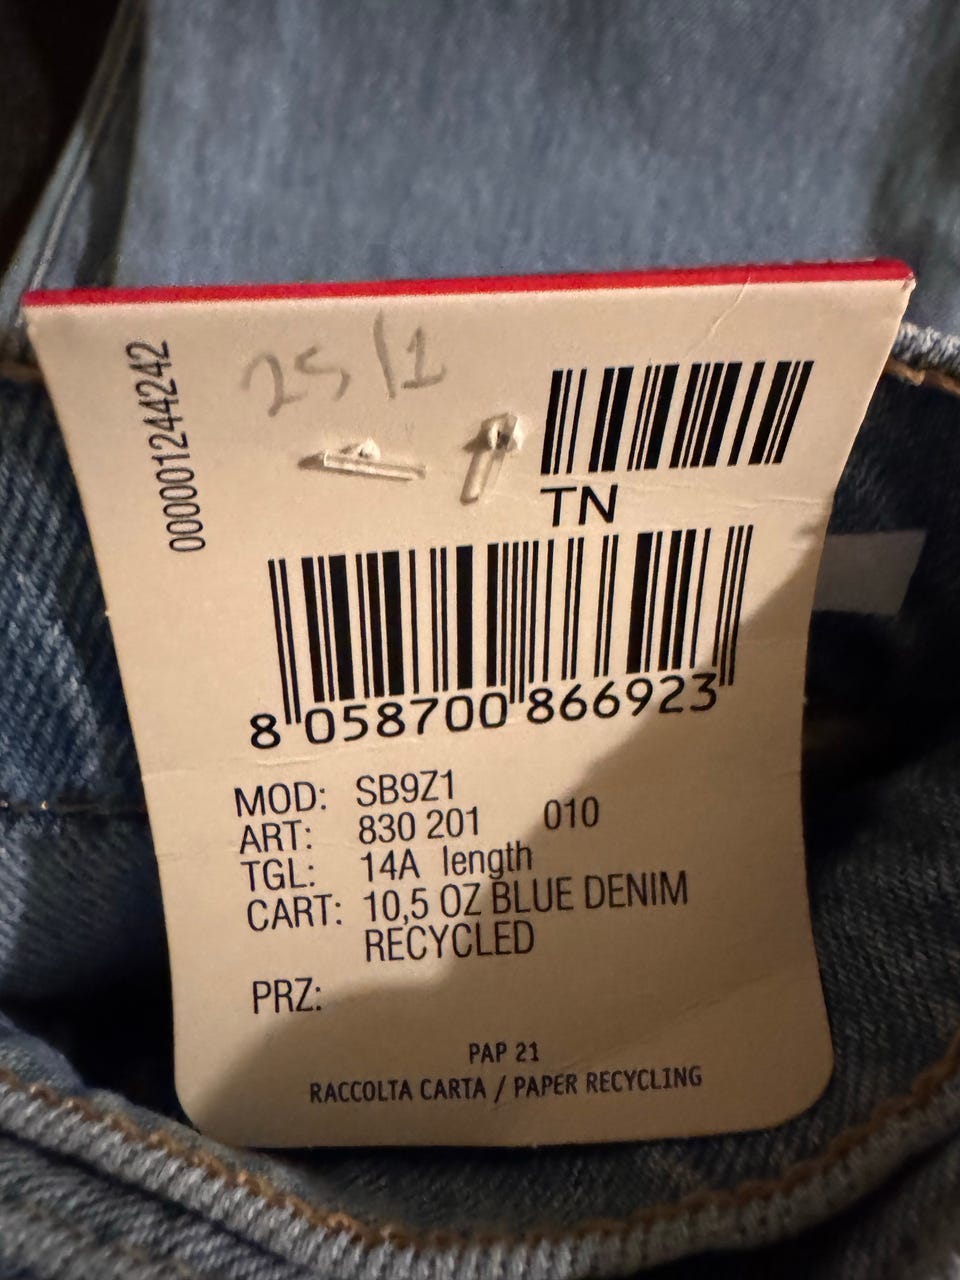 25/1
000001244242
TN
8 058700 866923
MOD: SB9Z1
ART: 830 201 010
TGL: 14A length
CART: 10,5 OZ BLUE DENIM
RECYCLED
PRZ:
PAP 21
RACCOLTA CARTA / PAPER RECYCLING